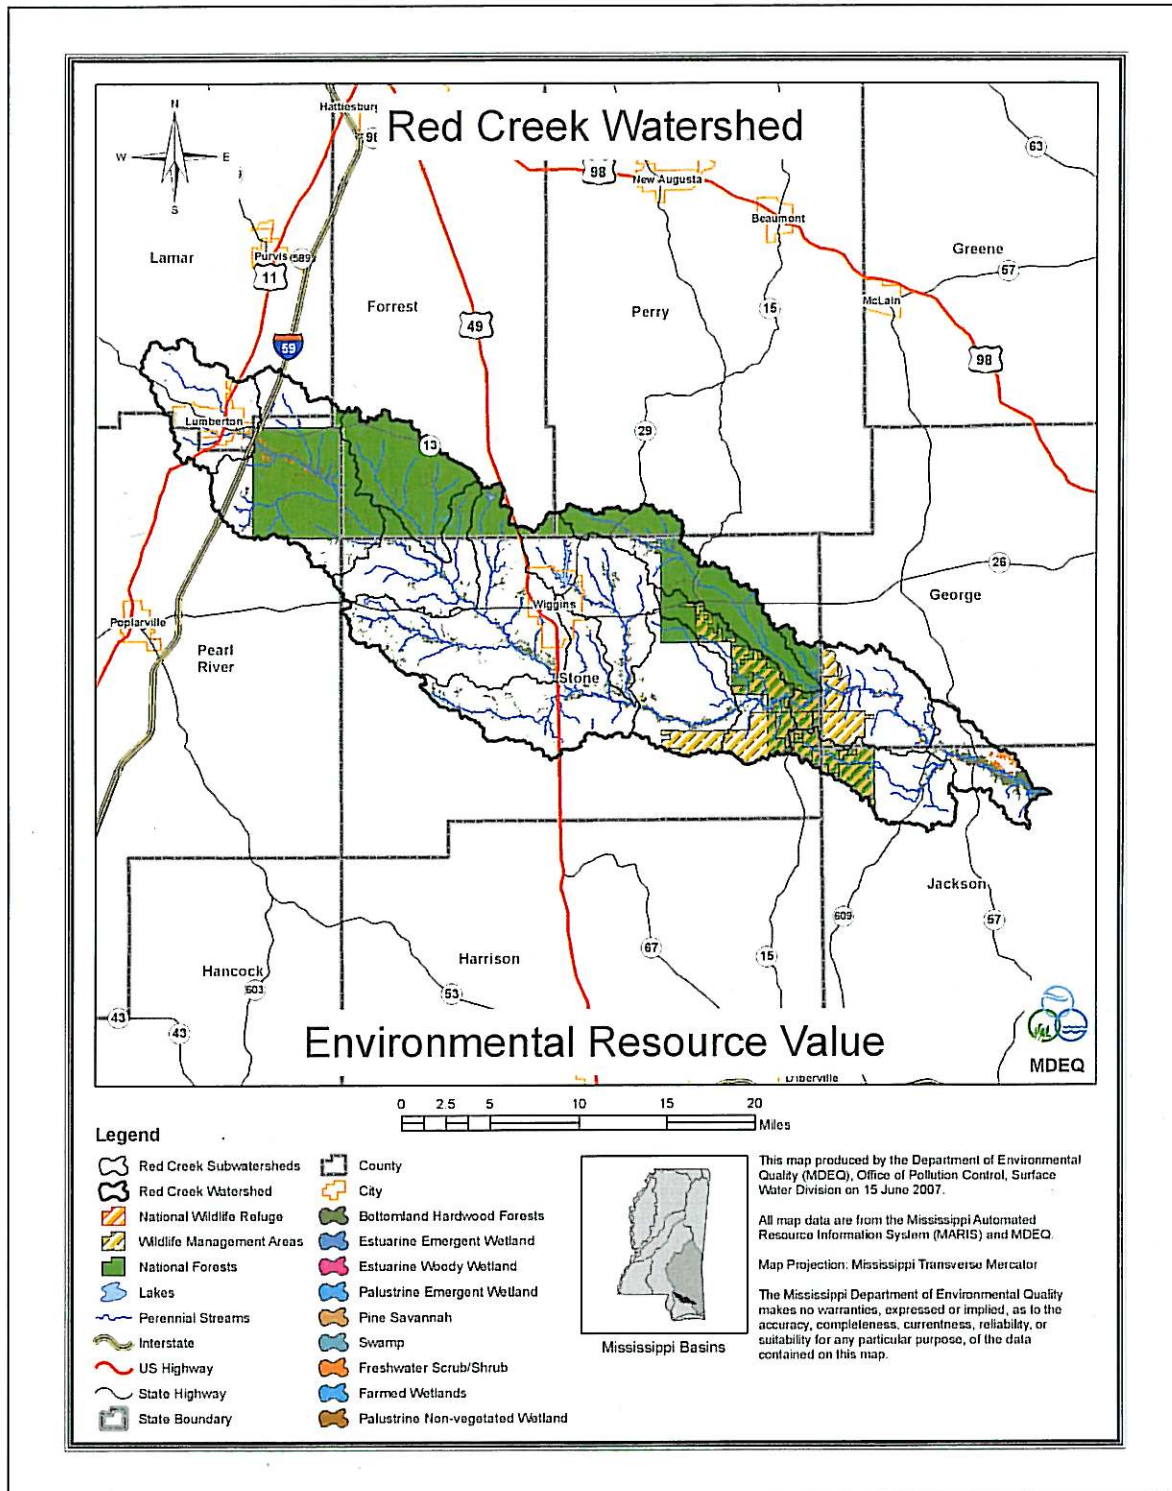 Red Creek Watershed
N
W
E
S
Hattiesburg
98
New Augusta
63
Beaumont
Lamar
Purvis
589
11
Greene
57
Forrest
Perry
15
McLain
49
59
98
Lumberton
13
29
26
George
Wiggins
Poplarville
Pearl
River
Stone
Jackson
609
57
67
15
Harrison
Hancock
603
53
43
43
Environmental Resource Value
MDEQ
D'Iberville
0 2.5 5 10 15 20
Miles
Legend
Red Creek Subwatersheds
Red Creek Watershed
National Wildlife Refuge
Wildlife Management Areas
National Forests
Lakes
Perennial Streams
Interstate
US Highway
State Highway
State Boundary
County
City
Bottomland Hardwood Forests
Estuarine Emergent Wetland
Estuarine Woody Wetland
Palustrine Emergent Wetland
Pine Savannah
Swamp
Freshwater Scrub/Shrub
Farmed Wetlands
Palustrine Non-vegetated Wetland
Mississippi Basins
This map produced by the Department of Environmental
Quality (MDEQ), Office of Pollution Control, Surface
Water Division on 15 June 2007.
All map data are from the Mississippi Automated
Resource Information System (MARIS) and MDEQ.
Map Projection: Mississippi Transverse Mercator
The Mississippi Department of Environmental Quality
makes no warranties, expressed or implied, as to the
accuracy, completeness, currentness, reliability, or
suitability for any particular purpose, of the data
contained on this map.